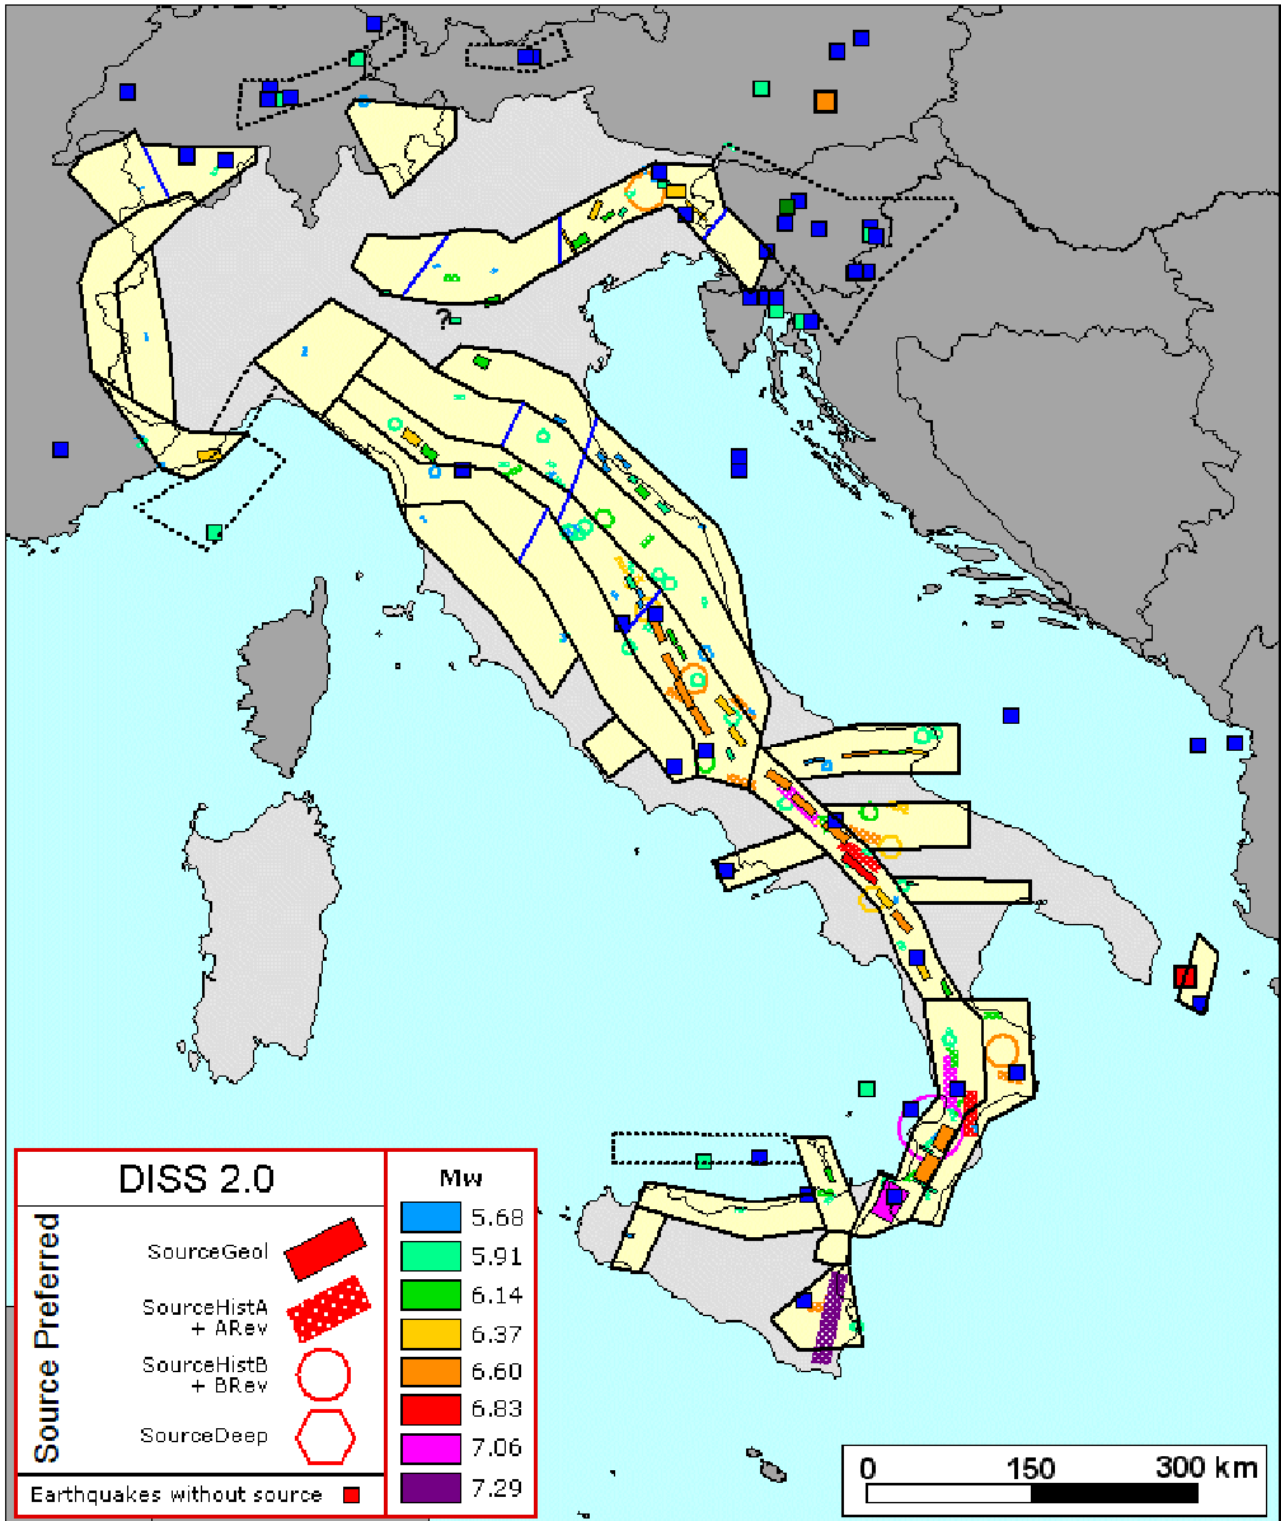 ?
DISS 2.0
Source Preferred
SourceGeol
SourceHistA
+ ARev
SourceHistB
+ BRev
SourceDeep
Earthquakes without source
Mw
5.68
5.91
6.14
6.37
6.60
6.83
7.06
7.29
0 150 300 km